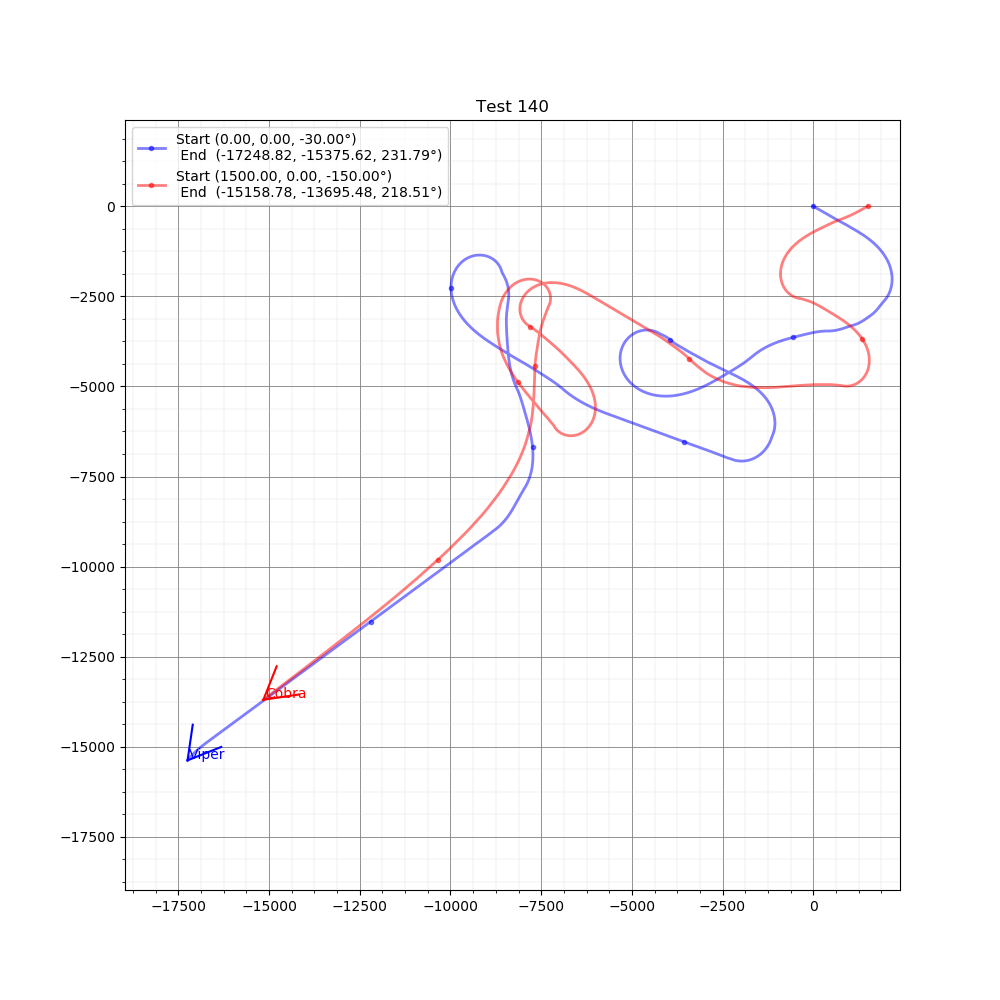 Test 140
Start (0.00, 0.00, -30.00°)
End (-17248.82, -15375.62, 231.79°)
Start (1500.00, 0.00, -150.00°)
End (-15158.78, -13695.48, 218.51°)
0
−2500
−5000
−7500
−10000
−12500
−15000
−17500
Cobra
Viper
−17500 −15000 −12500 −10000 −7500 −5000 −2500 0